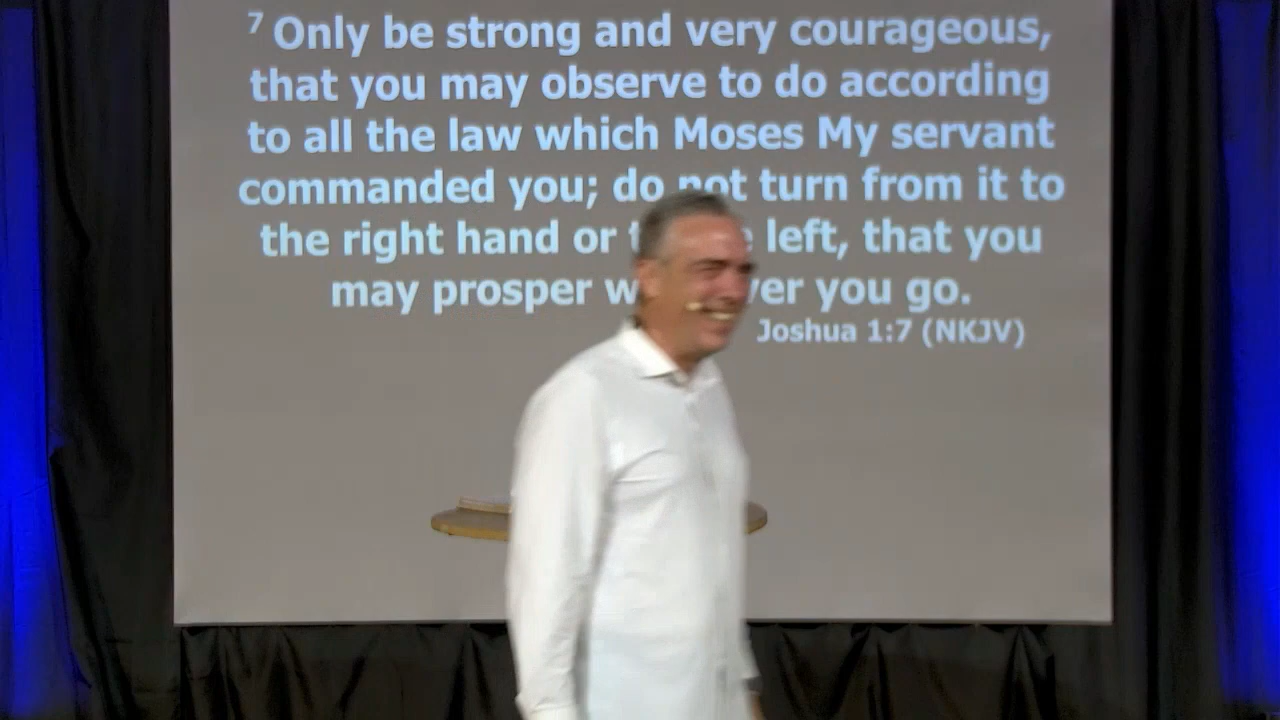 7 Only be strong and very courageous,
that you may observe to do according
to all the law which Moses My servant
commanded you; do not turn from it to
the right hand or left, that you
may prosper you go.
Joshua 1:7 (NKJV)